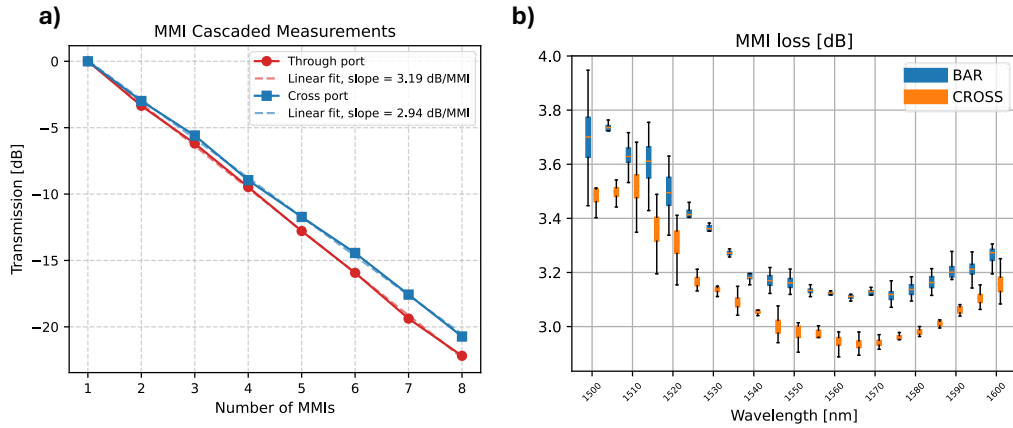 a)
MMI Cascaded Measurements
Through port
Linear fit, slope = 3.19 dB/MMI
Cross port
Linear fit, slope = 2.94 dB/MMI
0
−5
−10
−15
−20
Transmission [dB]
1 2 3 4 5 6 7 8
Number of MMIs
b)
MMI loss [dB]
BAR
CROSS
4.0
3.8
3.6
3.4
3.2
3.0
1500 1510 1520 1530 1540 1550 1560 1570 1580 1590 1600
Wavelength [nm]